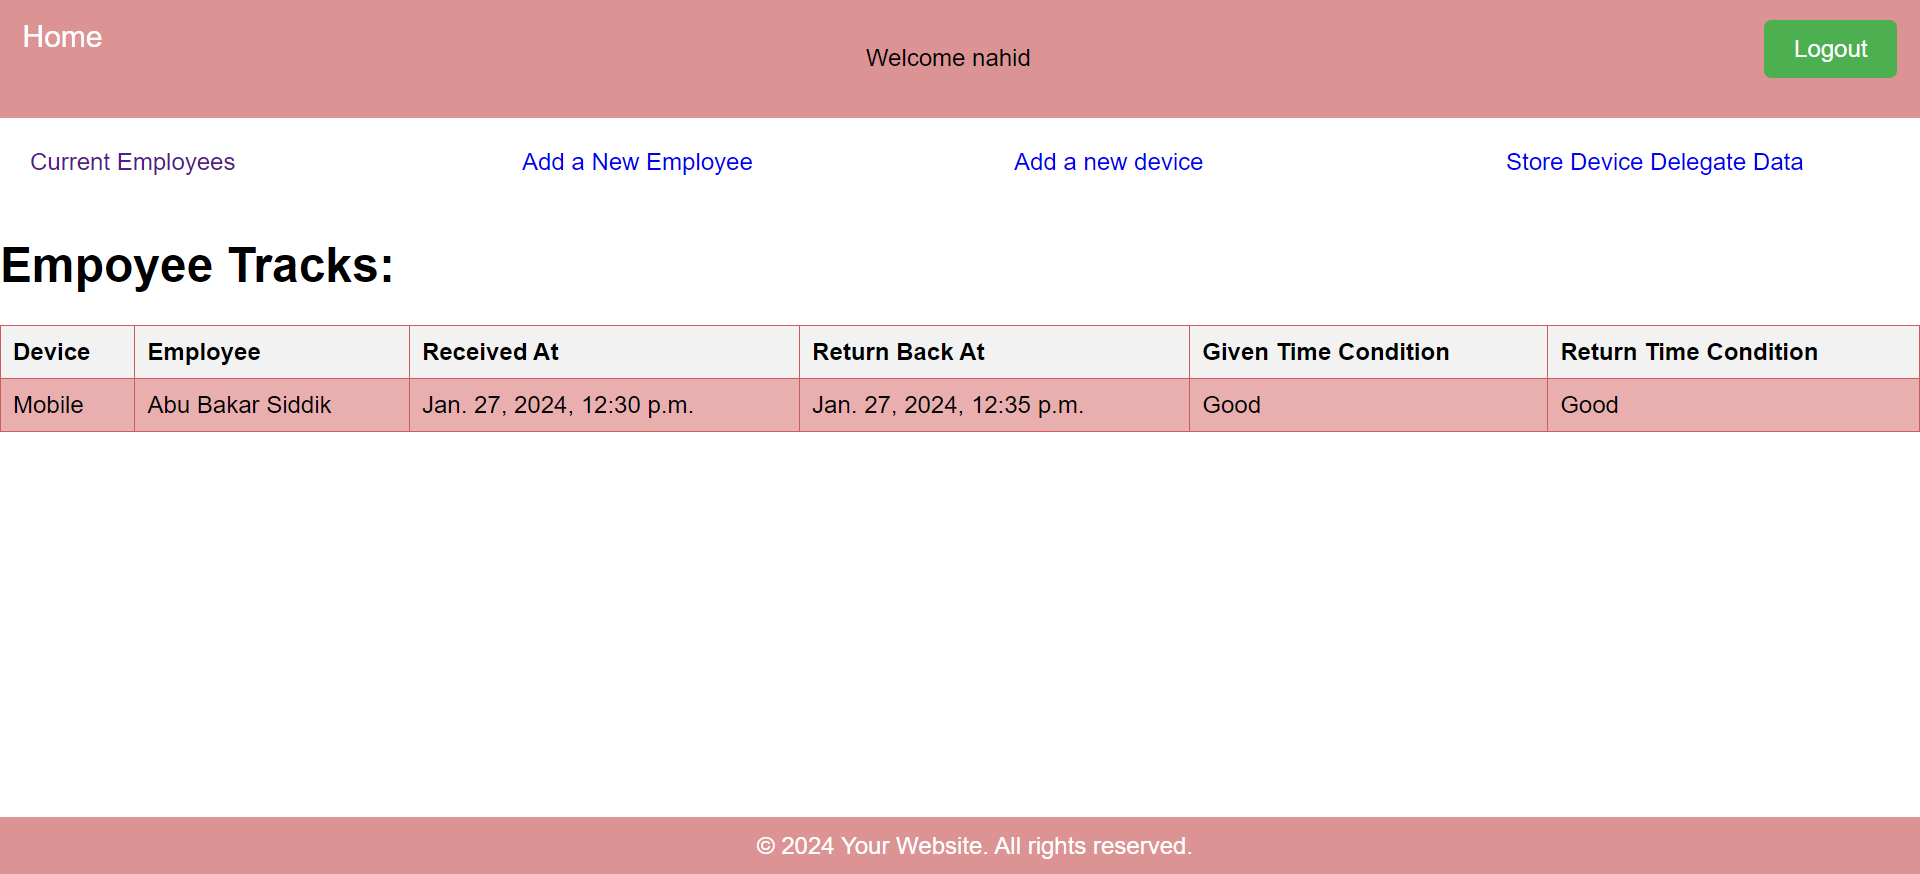 Home
Welcome nahid
Logout
Current Employees Add a New Employee Add a new device Store Device Delegate Data
Empoyee Tracks:
Device Employee Received At Return Back At Given Time Condition Return Time Condition
Mobile Abu Bakar Siddik Jan. 27, 2024, 12:30 p.m. Jan. 27, 2024, 12:35 p.m. Good Good
© 2024 Your Website. All rights reserved.